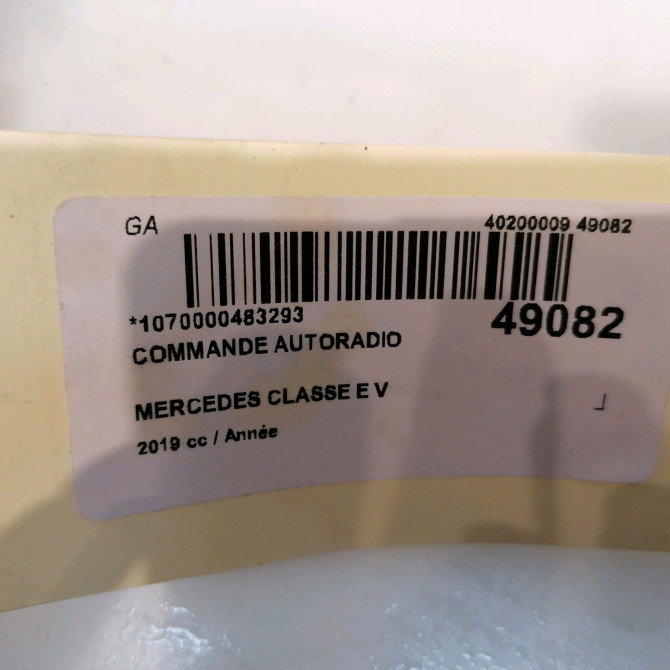 GA 40200009 49082
*1070000483293 49082
COMMANDE AUTORADIO
MERCEDES CLASSE E V
2019 cc / Année